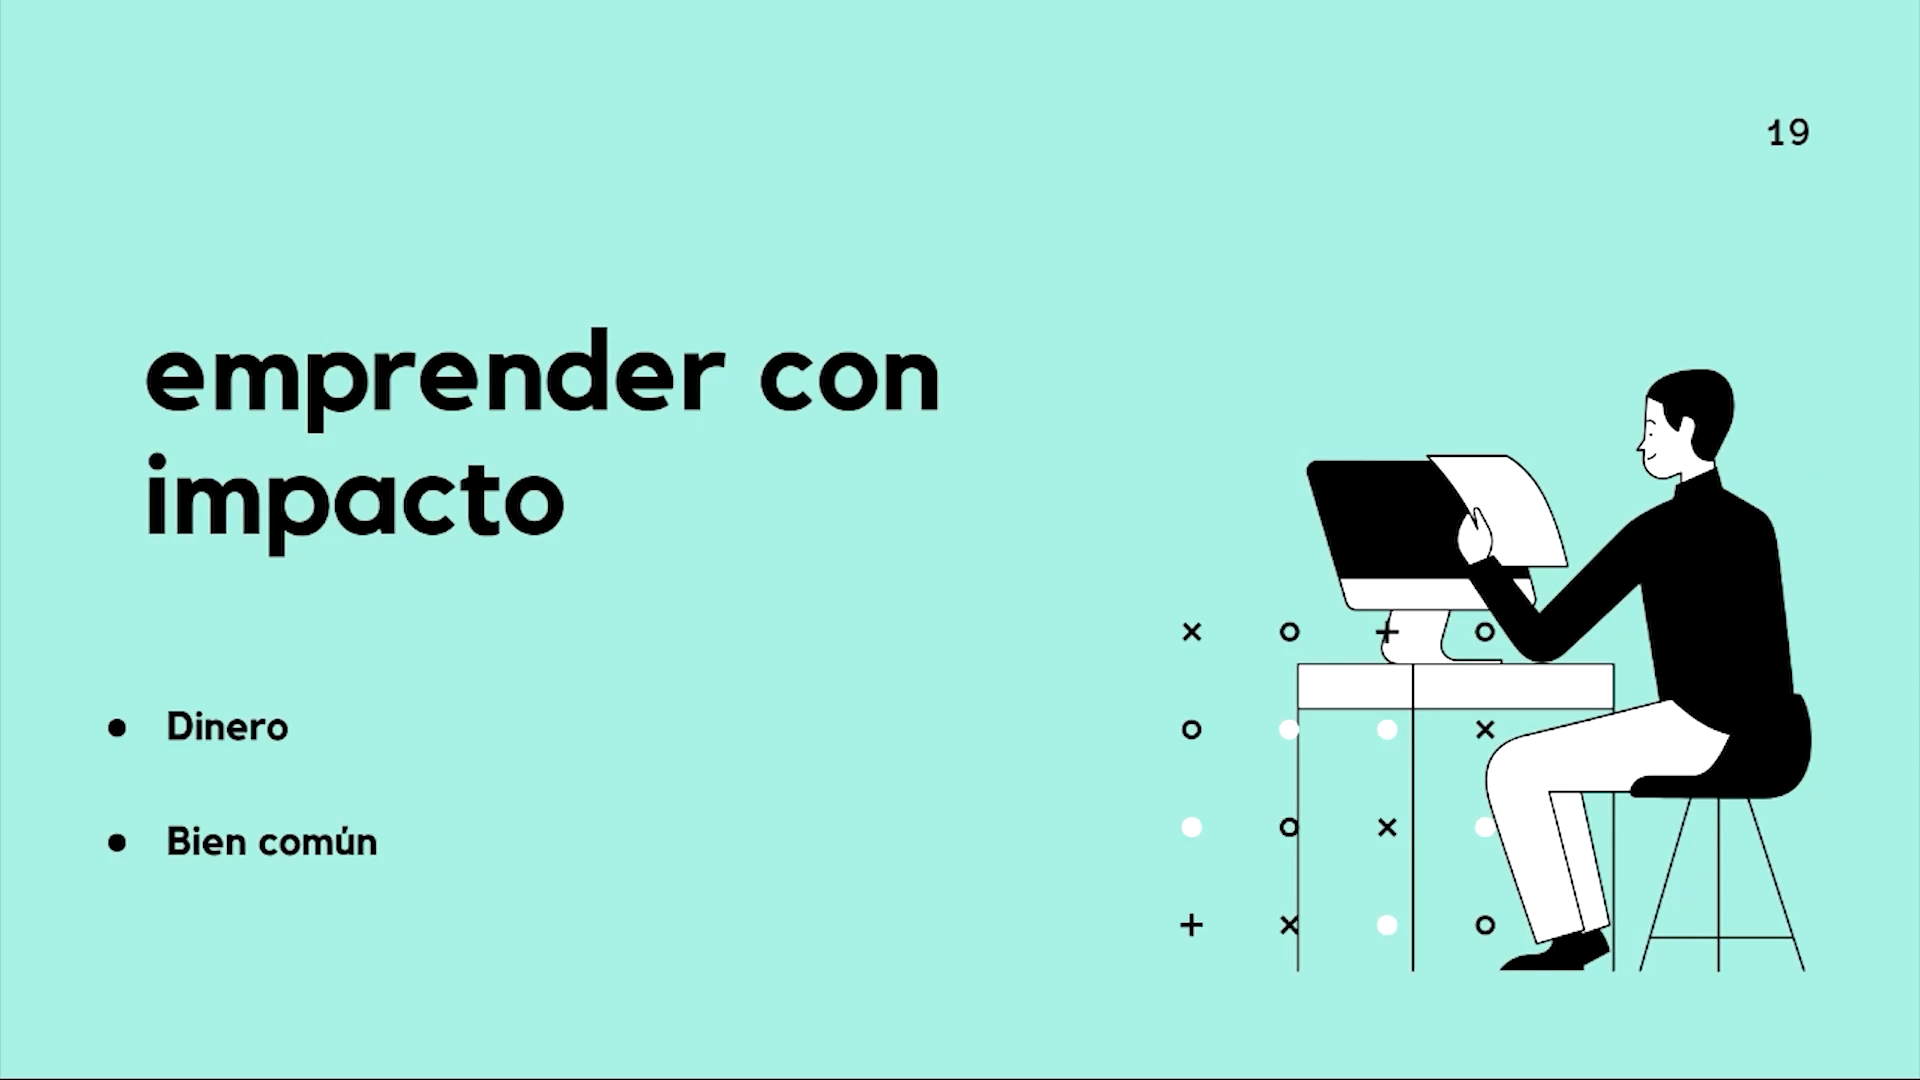 19
emprender con
impacto
Dinero
Bien común